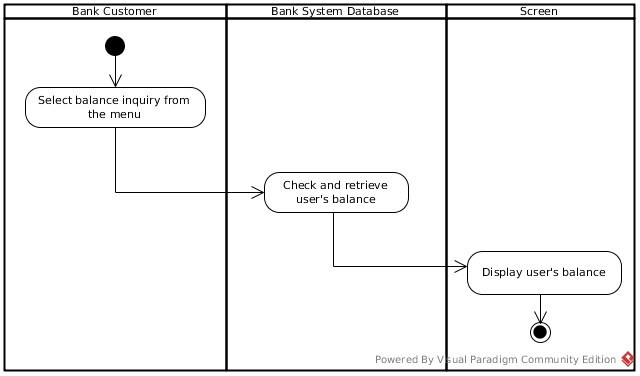 Bank Customer
Bank System Database
Screen
Select balance inquiry from
the menu
Check and retrieve
user's balance
Display user's balance
Powered By Visual Paradigm Community Edition